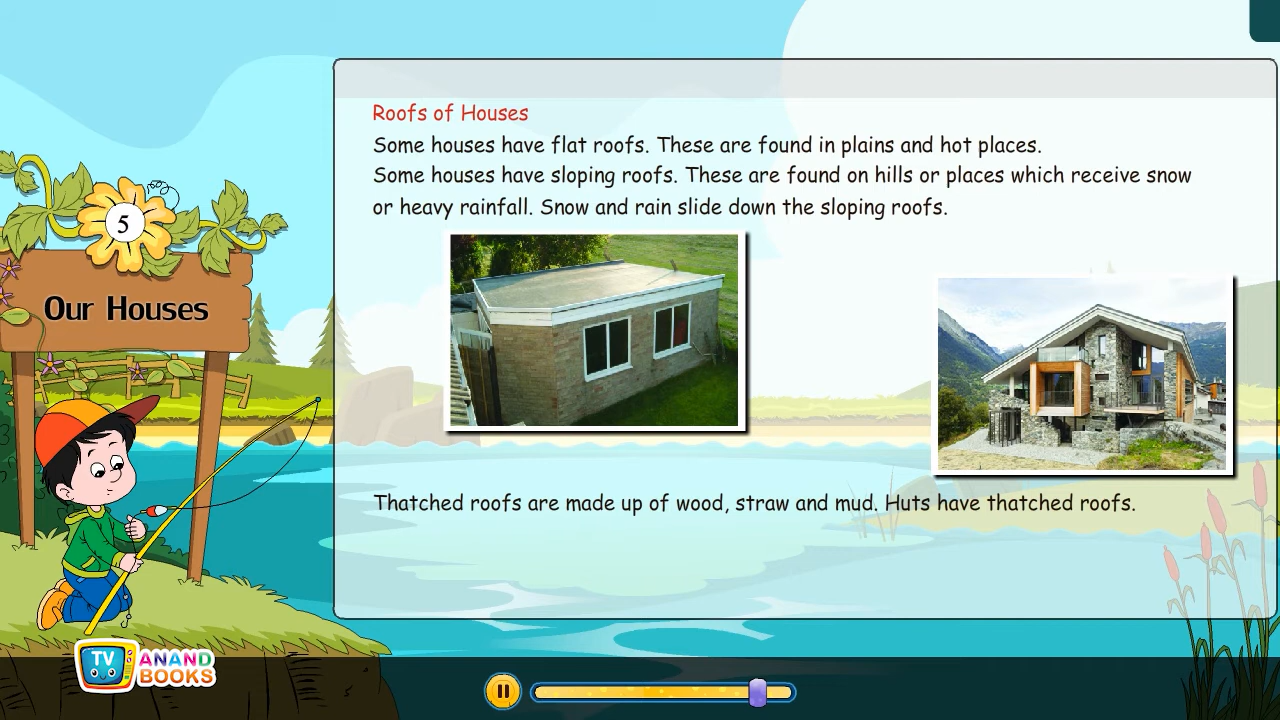 Roofs of Houses
Some houses have flat roofs. These are found in plains and hot places.
Some houses have sloping roofs. These are found on hills or places which receive snow
or heavy rainfall. Snow and rain slide down the sloping roofs.
5
Our Houses
Thatched roofs are made up of wood, straw and mud. Huts have thatched roofs.
TV
ANAND
BOOKS